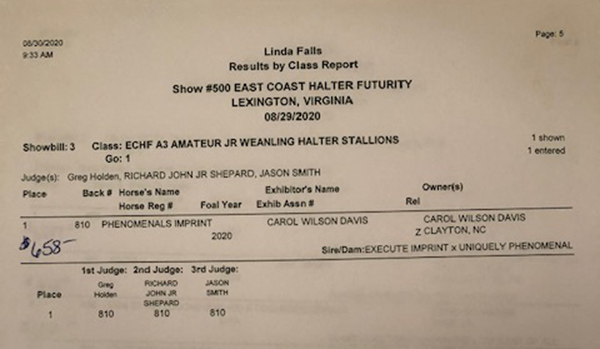 08/30/2020
9:33 AM
Page: 5
Linda Falls
Results by Class Report
Show #500 EAST COAST HALTER FUTURITY
LEXINGTON, VIRGINIA
08/29/2020
Showbill: 3 Class: ECHF A3 AMATEUR JR WEANLING HALTER STALLIONS 1 shown
Go: 1 1 entered
Judge(s): Greg Holden, RICHARD JOHN JR SHEPARD, JASON SMITH
Place Back # Horse's Name Exhibitor's Name Owner(s)
Horse Reg # Foal Year Exhib Assn # Rel
1 810 PHENOMENALS IMPRINT CAROL WILSON DAVIS CAROL WILSON DAVIS
$658- 2020 Z CLAYTON, NC
Sire/Dam:EXECUTE IMPRINT x UNIQUELY PHENOMENAL
1st Judge: 2nd Judge: 3rd Judge:
Place Greg RICHARD JASON
Holden JOHN JR SMITH
SHEPARD
1 810 810 810